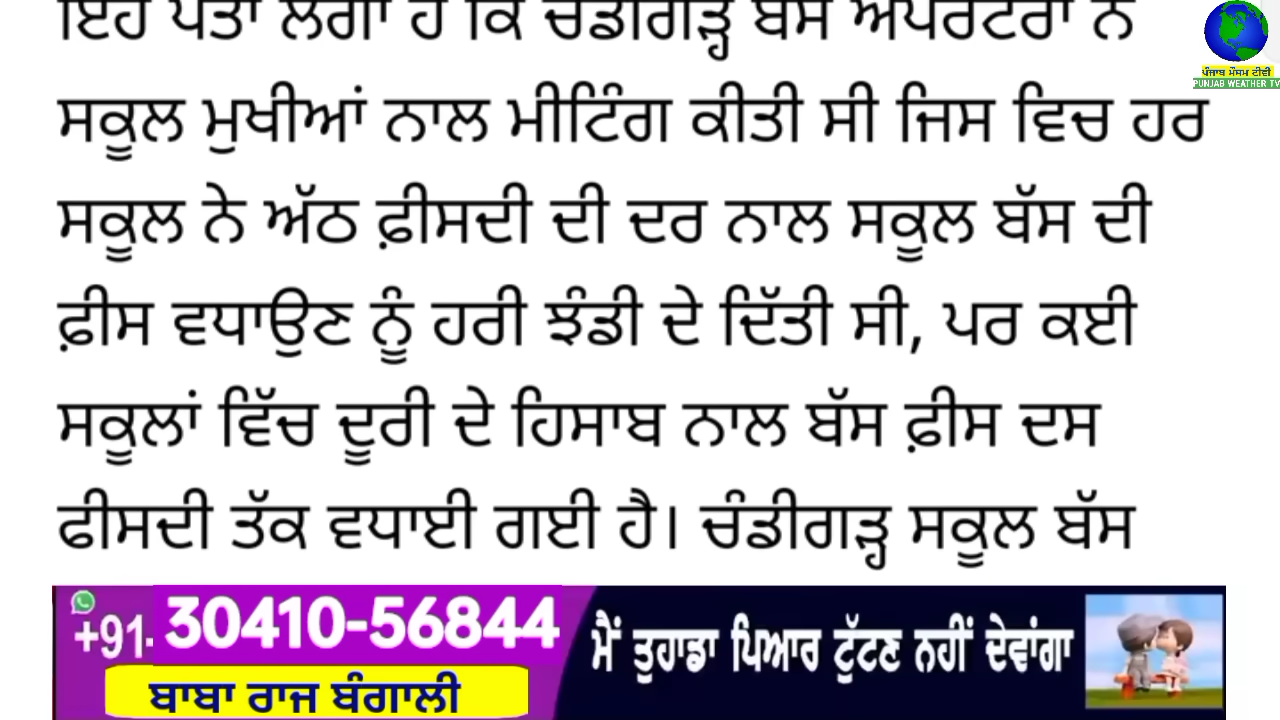 ਇਹ ਪਤਾ ਲੱਗਾ ਹੈ ਕਿ ਚੰਡੀਗੜ੍ਹ ਬੱਸ ਅਪਰੇਟਰਾਂ ਨੇ
ਪੰਜਾਬ ਮੌਸਮ ਟੀਵੀ
PUNJAB WEATHER TV
ਸਕੂਲ ਮੁਖੀਆਂ ਨਾਲ ਮੀਟਿੰਗ ਕੀਤੀ ਸੀ ਜਿਸ ਵਿਚ ਹਰ
ਸਕੂਲ ਨੇ ਅੱਠ ਫ਼ੀਸਦੀ ਦੀ ਦਰ ਨਾਲ ਸਕੂਲ ਬੱਸ ਦੀ
ਫ਼ੀਸ ਵਧਾਉਣ ਨੂੰ ਹਰੀ ਝੰਡੀ ਦੇ ਦਿੱਤੀ ਸੀ, ਪਰ ਕਈ
ਸਕੂਲਾਂ ਵਿੱਚ ਦੂਰੀ ਦੇ ਹਿਸਾਬ ਨਾਲ ਬੱਸ ਫ਼ੀਸ ਦਸ
ਫੀਸਦੀ ਤੱਕ ਵਧਾਈ ਗਈ ਹੈ। ਚੰਡੀਗੜ੍ਹ ਸਕੂਲ ਬੱਸ
+91- 30410-56844
ਬਾਬਾ ਰਾਜ ਬੰਗਾਲੀ
ਮੈਂ ਤੁਹਾਡਾ ਪਿਆਰ ਟੁੱਟਣ ਨਹੀਂ ਦੇਵਾਂਗਾ